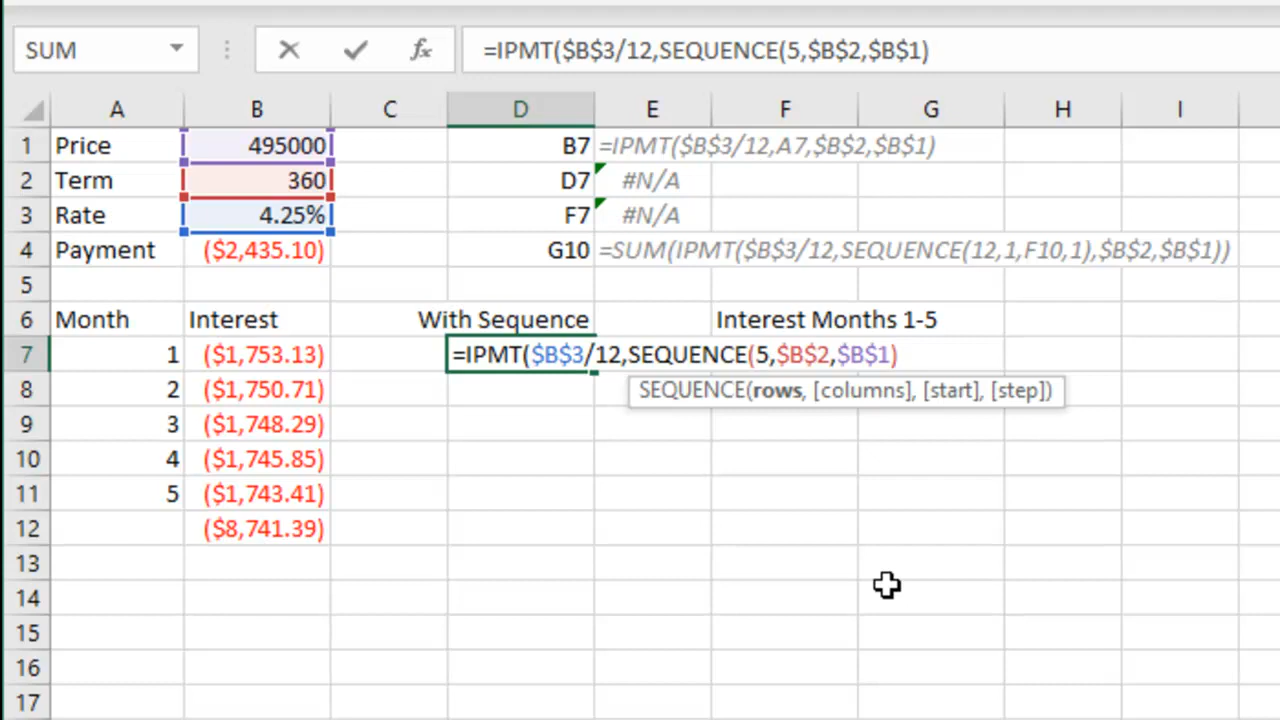 SUM =IPMT($B$3/12,SEQUENCE(5,$B$2,$B$1)
A B C D E F G H I
1 Price 495000 B7 =IPMT($B$3/12,A7,$B$2,$B$1)
2 Term 360 D7 #N/A
3 Rate 4.25% F7 #N/A
4 Payment ($2,435.10) G10 =SUM(IPMT($B$3/12,SEQUENCE(12,1,F10,1),$B$2,$B$1))
5
6 Month Interest With Sequence Interest Months 1-5
7 1 ($1,753.13) =IPMT($B$3/12,SEQUENCE(5,$B$2,$B$1)
8 2 ($1,750.71) SEQUENCE(rows, [columns], [start], [step])
9 3 ($1,748.29)
10 4 ($1,745.85)
11 5 ($1,743.41)
12 ($8,741.39)
13
14
15
16
17